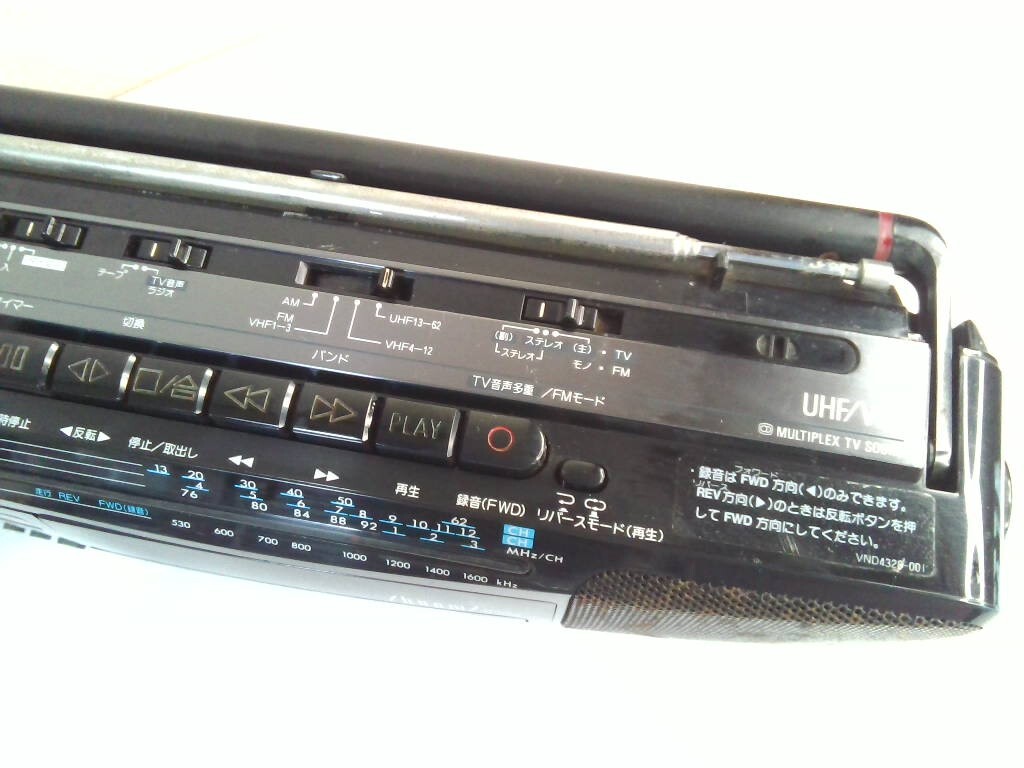 入
テープ
TV音声
ラジオ
AM
FM
VHF1-3
UHF13-62
VHF4-12
(副) ステレオ (主)・TV
ステレオ モノ・FM
イマー
切換
バンド
TV音声多重 /FMモード
UHF/V
MULTIPLEX TV SOU
PLAY
時停止
◀反転▶
停止/取出し
◀◀
▶▶
再生
録音(FWD)
リバースモード(再生)
フォワード
・録音は FWD 方向(◀)のみできます。
リバース
REV方向(▶)のときは反転ボタンを押
して FWD 方向にしてください。
VND4328-001
走行 REV FWD(録音)
13 20 30 40 50 62 CH
4 5 6 7 8 9 10 11 12 CH
76 80 84 88 92 1 2 3 MHz/CH
530 600 700 800 1000 1200 1400 1600 kHz